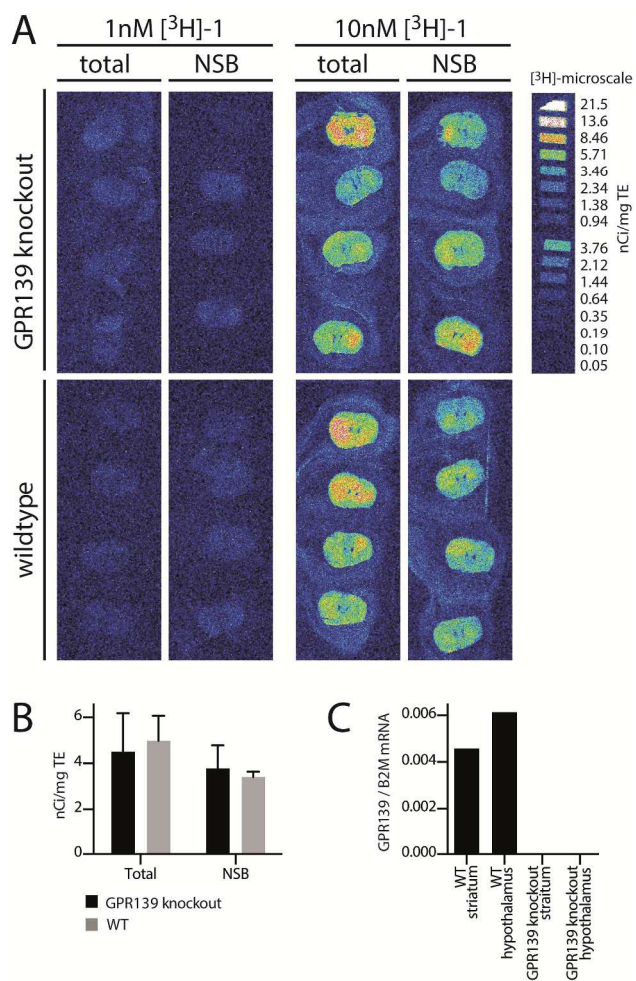 A
1nM [³H]-1
10nM [³H]-1
total
NSB
total
NSB
[³H]-microscale
GPR139 knockout
wildtype
21.5
13.6
8.46
5.71
3.46
2.34
1.38
0.94
3.76
2.12
1.44
0.64
0.35
0.19
0.10
0.05
nCi/mg TE
B
nCi/mg TE
6
4
2
0
Total
NSB
GPR139 knockout
WT
C
GPR139 / B2M mRNA
0.006
0.004
0.002
0.000
WT
striatum
WT
hypothalamus
GPR139 knockout
straitum
GPR139 knockout
hypothalamus